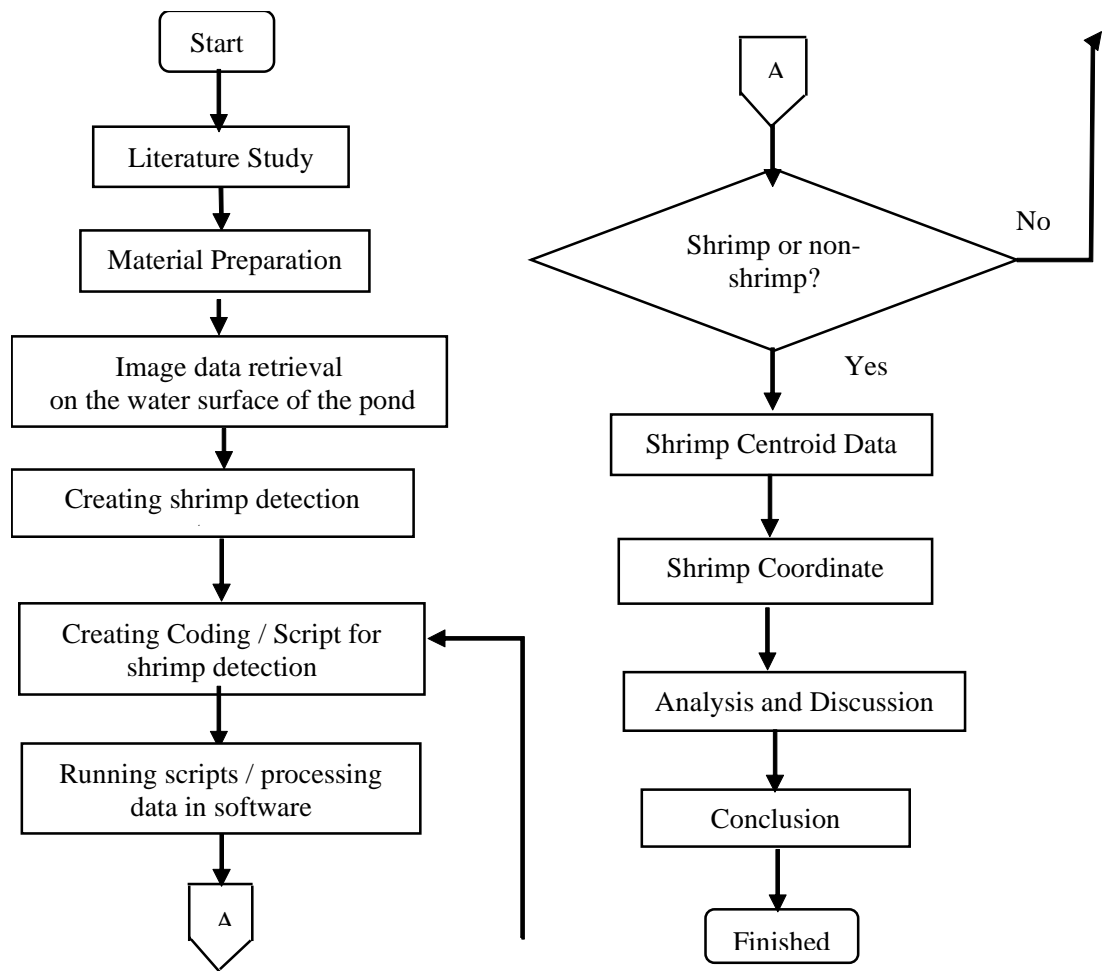 Start
Literature Study
Material Preparation
Image data retrieval
on the water surface of the pond
Creating shrimp detection
Creating Coding / Script for
shrimp detection
Running scripts / processing
data in software
A
A
Shrimp or non-
shrimp?
No
Yes
Shrimp Centroid Data
Shrimp Coordinate
Analysis and Discussion
Conclusion
Finished